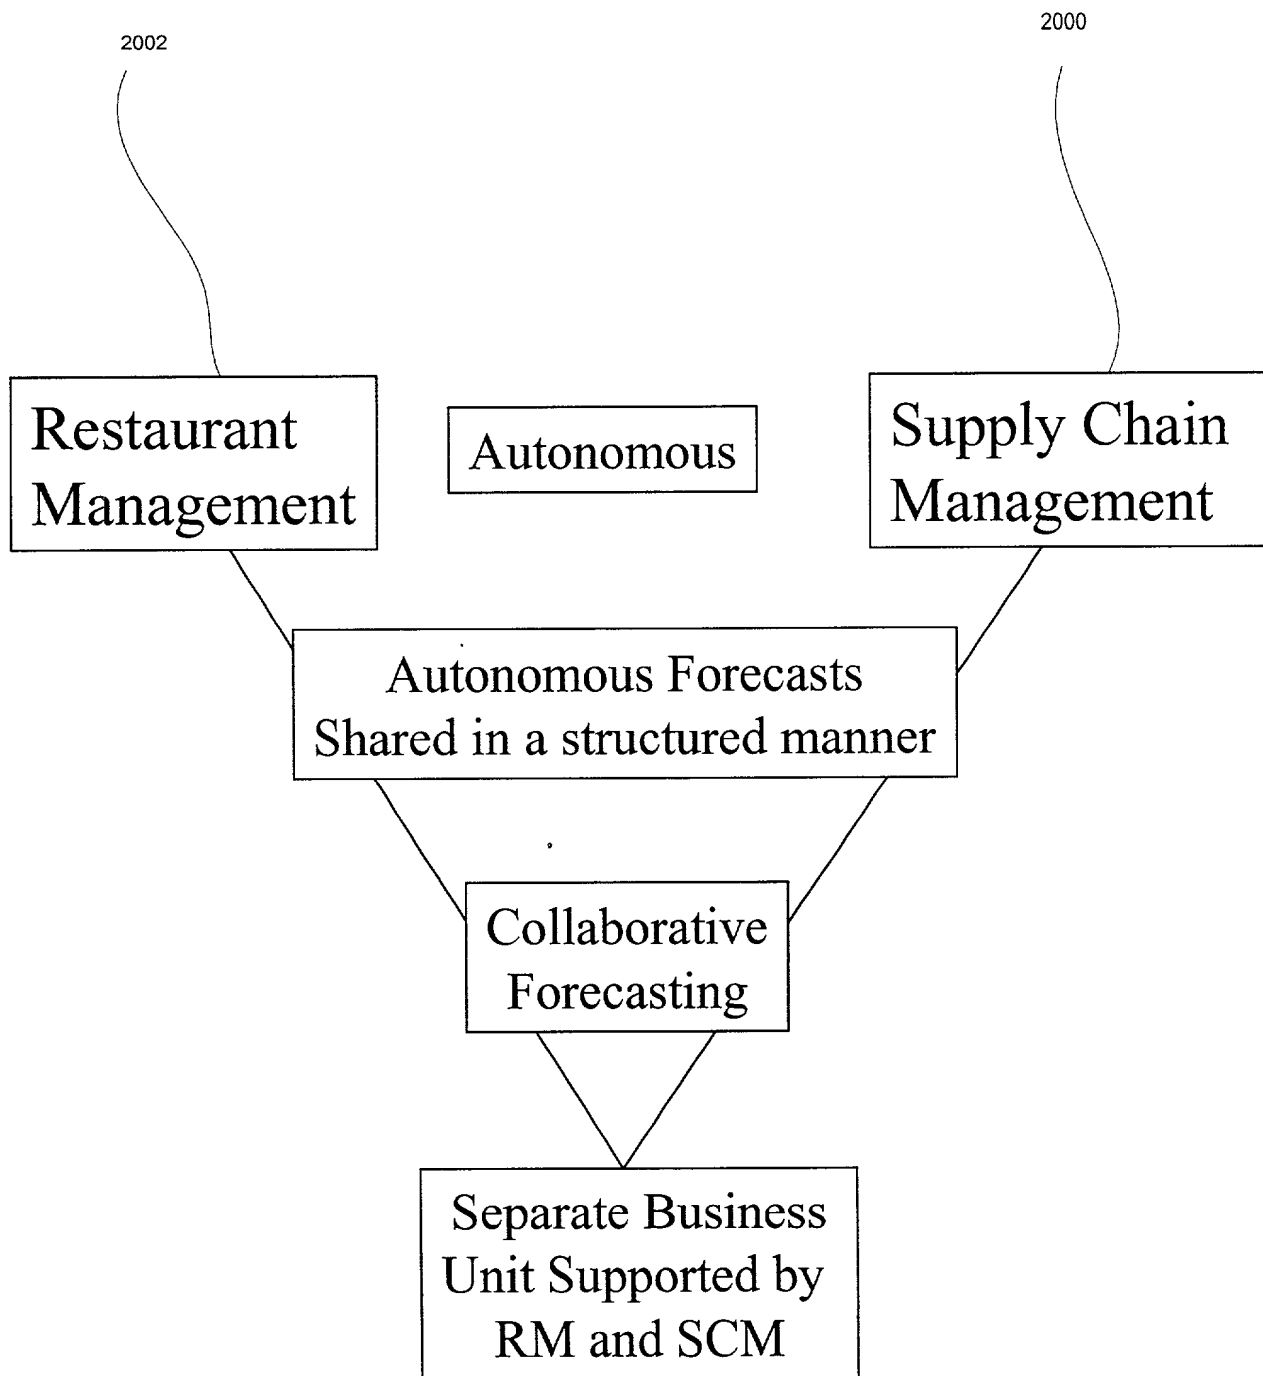 2002
2000
Restaurant
Management
Autonomous
Supply Chain
Management
Autonomous Forecasts
Shared in a structured manner
Collaborative
Forecasting
Separate Business
Unit Supported by
RM and SCM